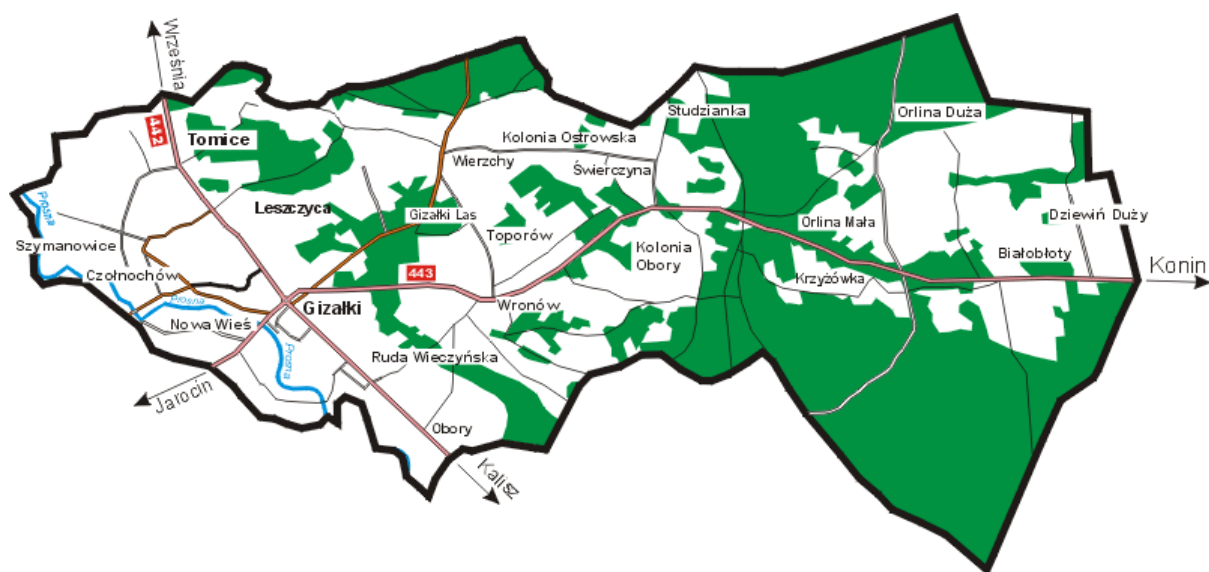 Września
442
Tomice
Studzianka
Orlina Duża
Kolonia Ostrowska
Wierzchy
Świerczyna
Prosna
Leszczyca
Gizałki Las
Toporów
Orlina Mała
Dziewiń Duży
Szymanowice
Kolonia
Obory
Białobłoty
Konin
Czołnochów
443
Krzyżówka
Prosna
Gizałki
Wronów
Nowa Wieś
Prosna
Ruda Wieczyńska
Jarocin
Obory
Kalisz